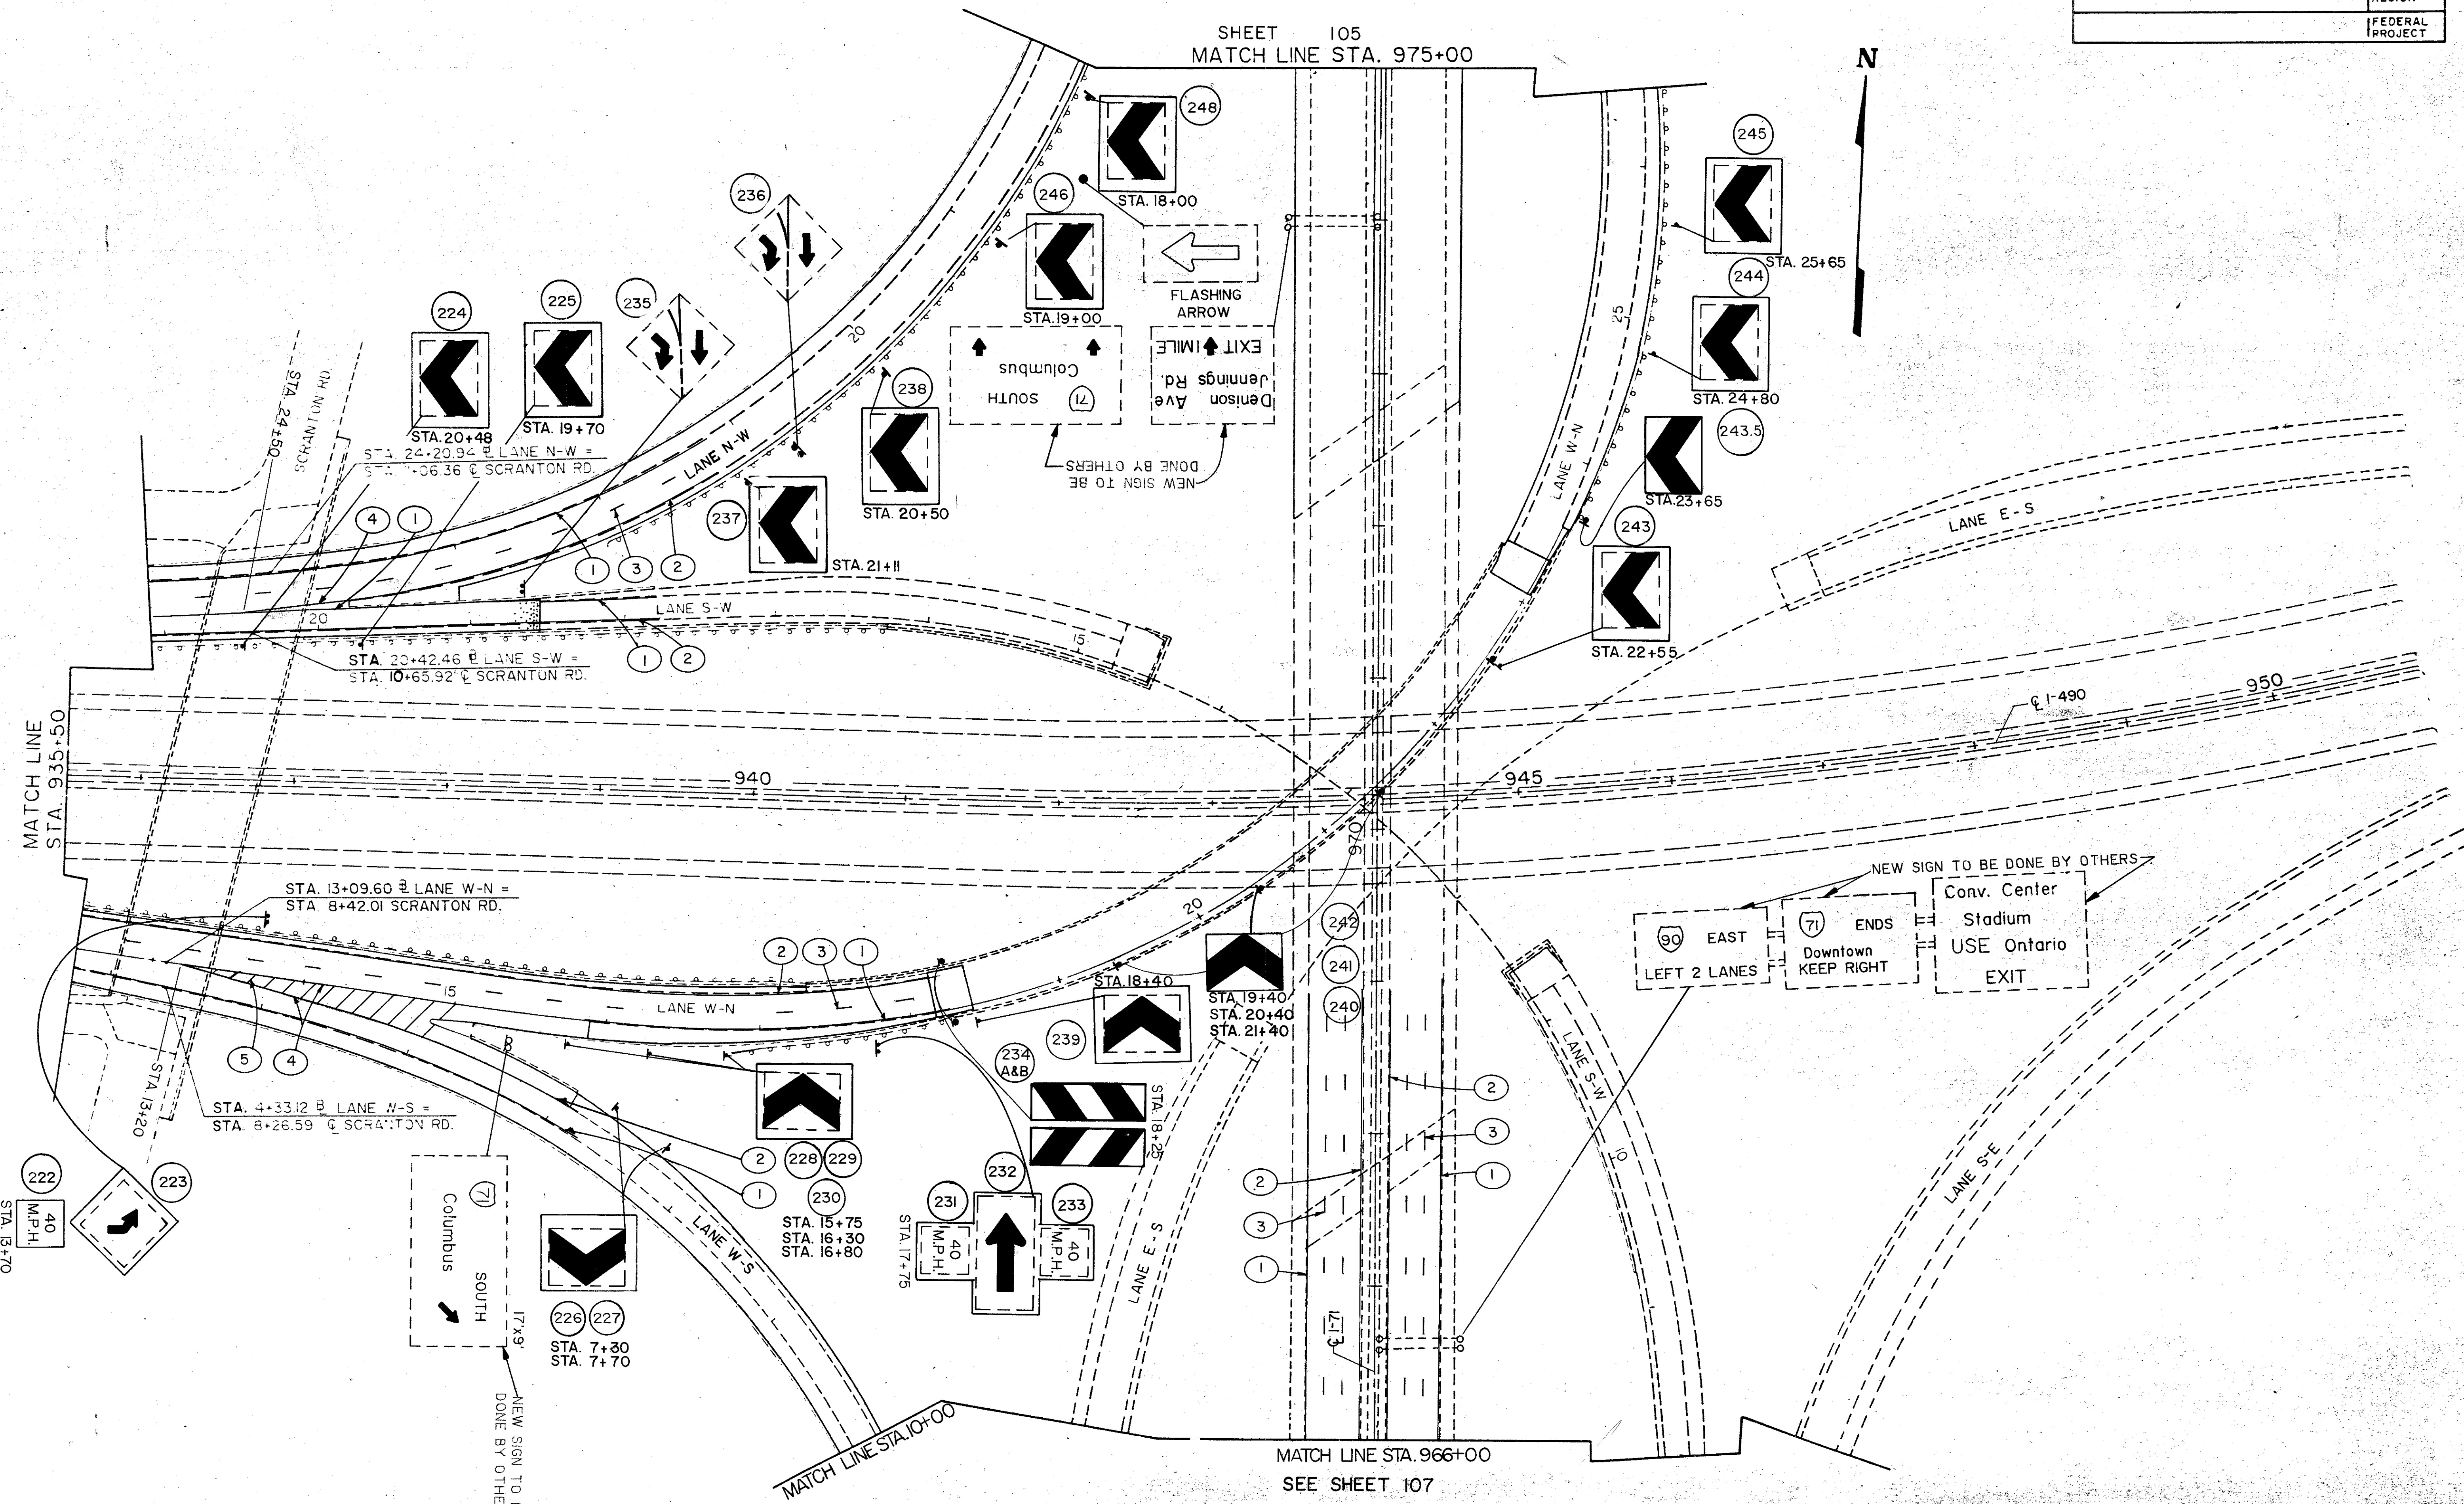 FEDERAL
PROJECT
SHEET 105
MATCH LINE STA. 975+00
N
248
STA. 18+00
246
STA. 19+00
FLASHING
ARROW
245
STA. 25+65
244
STA. 24+80
243.5
STA. 23+65
243
STA. 22+55
236
235
224
STA. 20+48
225
STA. 19+70
238
STA. 20+50
237
STA. 21+11
71 SOUTH
Columbus
Denison Ave
Jennings Rd.
EXIT 1 MILE
NEW SIGN TO BE
DONE BY OTHERS
STA. 24+50
SCRANTON RD.
STA. 24+20.94 LANE N-W =
+06.36 SCRANTON RD.
LANE N-W
20
25
LANE W-N
LANE E-S
4
1
1
3
2
LANE S-W
20
15
1
2
STA. 20+42.46 LANE S-W =
STA. 10+65.92 SCRANTON RD.
MATCH LINE
STA. 935+50
940
945
950
I-490
970
STA. 13+09.60 LANE W-N =
STA. 8+42.01 SCRANTON RD.
2
3
1
LANE W-N
15
20
5
4
STA. 13+20
STA. 4+33.12 LANE W-S =
STA. 8+26.59 SCRANTON RD.
222
40
M.P.H.
STA. 13+70
223
71 SOUTH
Columbus
17'x9'
NEW SIGN TO
DONE BY
226 227
STA. 7+30
STA. 7+70
2
1
LANE W-S
228 229
230
STA. 15+75
STA. 16+30
STA. 16+80
231
40
M.P.H.
STA. 17+75
232
233
40
M.P.H.
234
A&B
STA. 18+25
239
STA. 18+40
242
241
240
STA. 19+40
STA. 20+40
STA. 21+40
LANE E-S
2
3
1
2
3
1
I-71
LANE S-W
10
LANE S-E
NEW SIGN TO BE DONE BY OTHERS
90 EAST
LEFT 2 LANES
71 ENDS
Downtown
KEEP RIGHT
Conv. Center
Stadium
USE Ontario
EXIT
MATCH LINE STA. 10+00
MATCH LINE STA. 966+00
SEE SHEET 107